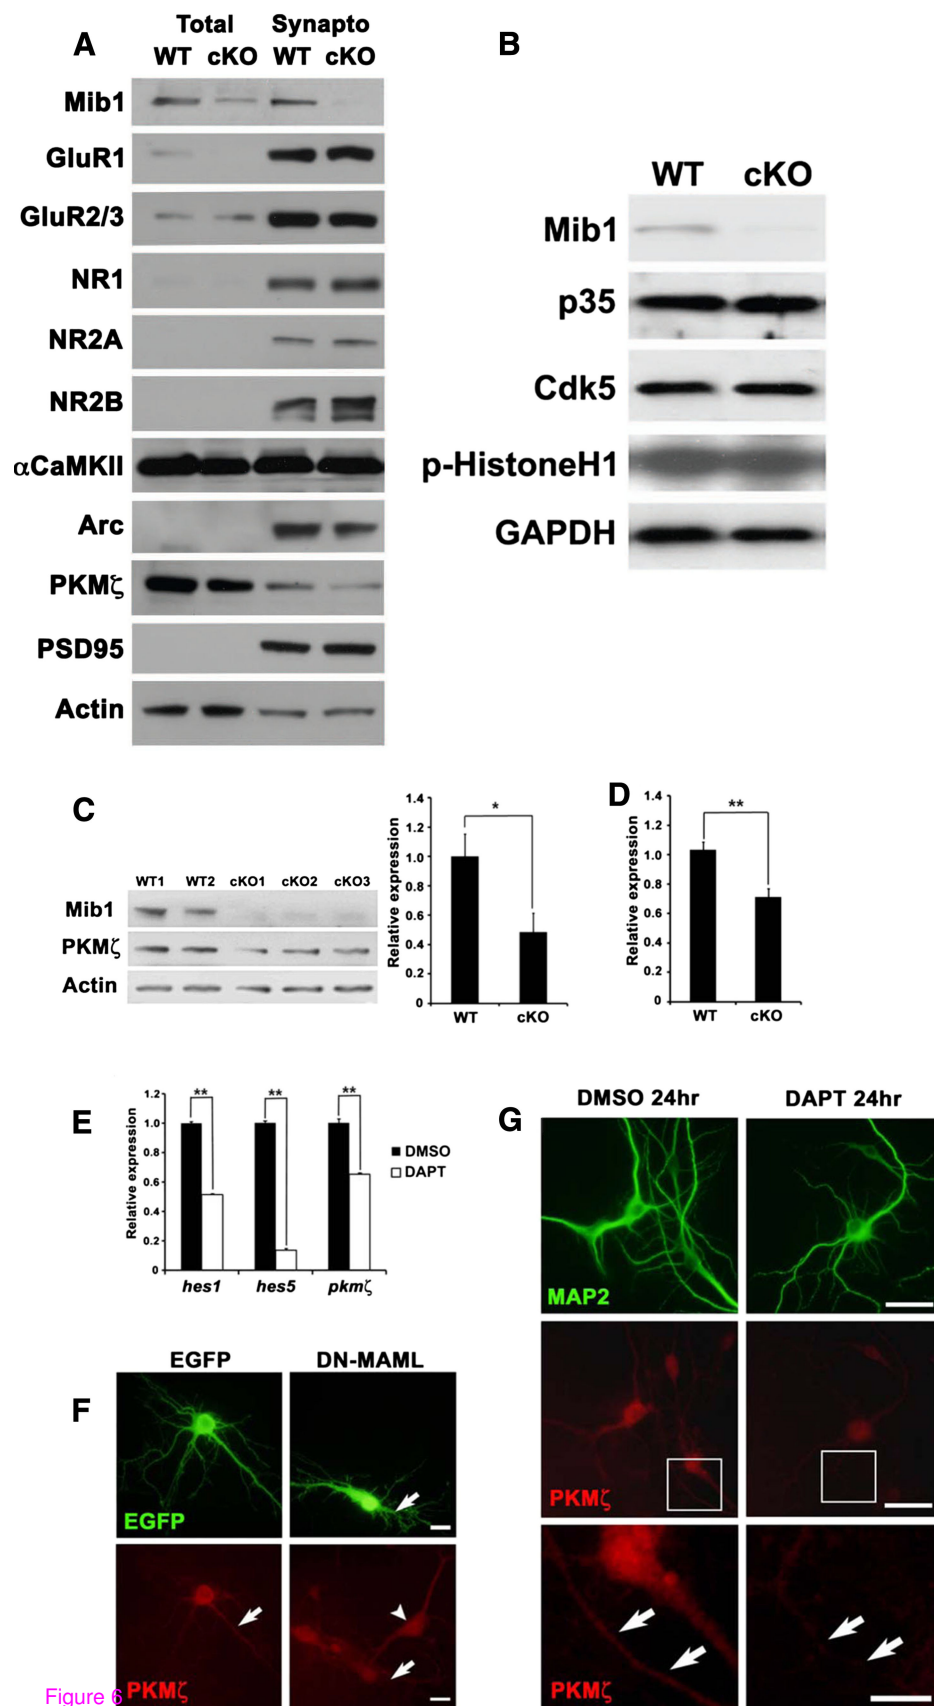 A
Total Synapto
WT cKO WT cKO
Mib1
GluR1
GluR2/3
NR1
NR2A
NR2B
αCaMKII
Arc
PKMζ
PSD95
Actin
B
WT cKO
Mib1
p35
Cdk5
p-HistoneH1
GAPDH
C
WT1 WT2 cKO1 cKO2 cKO3
Mib1
PKMζ
Actin
Relative expression
1.4
1.2
1.0
0.8
0.6
0.4
0.2
0
*
WT cKO
D
Relative expression
1.4
1.2
1.0
0.8
0.6
0.4
0.2
0
**
WT cKO
E
Relative expression
1.2
1.0
0.8
0.6
0.4
0.2
0
** ** **
hes1 hes5 pkmζ
DMSO
DAPT
F
EGFP DN-MAML
EGFP
PKMζ
G
DMSO 24hr DAPT 24hr
MAP2
PKMζ
PKMζ
Figure 6